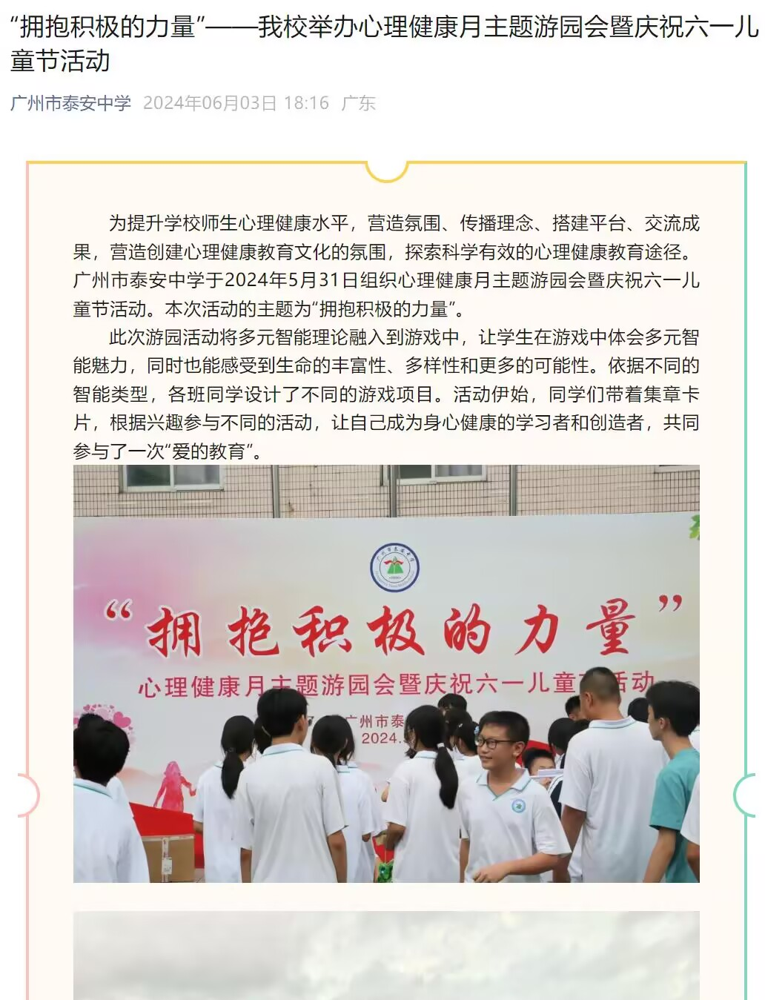 “拥抱积极的力量”——我校举办心理健康月主题游园会暨庆祝六一儿
童节活动
广州市泰安中学 2024年06月03日 18:16 广东
为提升学校师生心理健康水平，营造氛围、传播理念、搭建平台、交流成
果，营造创建心理健康教育文化的氛围，探索科学有效的心理健康教育途径。
广州市泰安中学于2024年5月31日组织心理健康月主题游园会暨庆祝六一儿
童节活动。本次活动的主题为“拥抱积极的力量”。
此次游园活动将多元智能理论融入到游戏中，让学生在游戏中体会多元智
能魅力，同时也能感受到生命的丰富性、多样性和更多的可能性。依据不同的
智能类型，各班同学设计了不同的游戏项目。活动伊始，同学们带着集章卡
片，根据兴趣参与不同的活动，让自己成为身心健康的学习者和创造者，共同
参与了一次“爱的教育”。
广州市泰安中学
“拥抱积极的力量”
心理健康月主题游园会暨庆祝六一儿童 活动
广州市泰
2024.